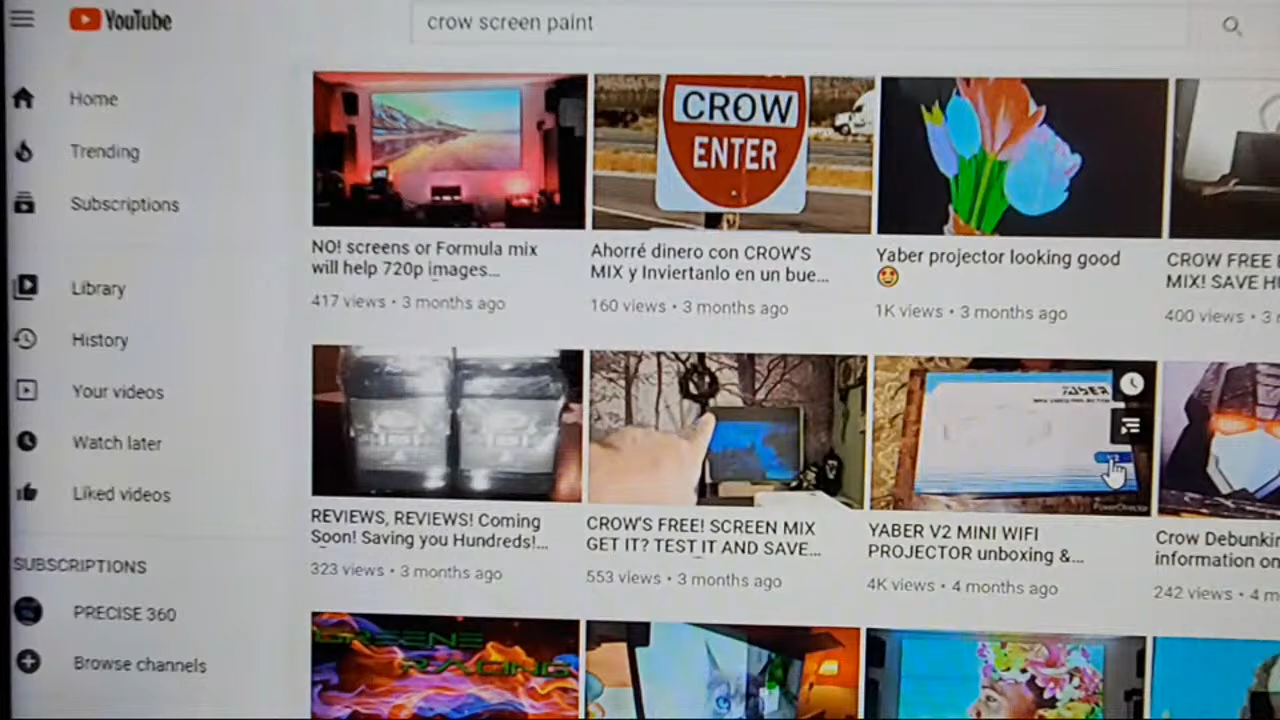 YouTube
crow screen paint
Home
Trending
Subscriptions
Library
History
Your videos
Watch later
Liked videos
SUBSCRIPTIONS
PRECISE 360
Browse channels
CROW
ENTER
NO! screens or Formula mix
will help 720p images...
417 views • 3 months ago
Ahorré dinero con CROW'S
MIX y Inviertanlo en un bue...
160 views • 3 months ago
Yaber projector looking good
1K views • 3 months ago
CROW FREE
MIX! SAVE
400 views • 3
YABER
REVIEWS, REVIEWS! Coming
Soon! Saving you Hundreds!...
323 views • 3 months ago
CROW'S FREE! SCREEN MIX
GET IT? TEST IT AND SAVE...
553 views • 3 months ago
PowerDirector
YABER V2 MINI WIFI
PROJECTOR unboxing &...
4K views • 4 months ago
Crow
information on
242 views • 4
GREENE
RACING